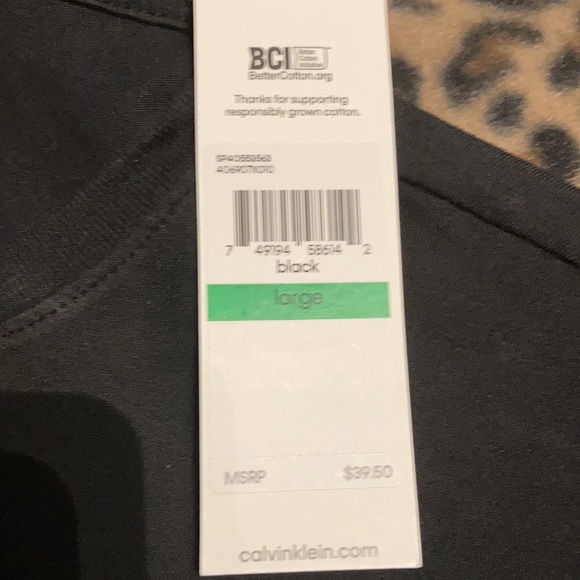 BCI Better Cotton Initiative
BetterCotton.org
Thanks for supporting
responsibly grown cotton.
7 49194 58614 2
black
large
MSRP $39.50
calvinklein.com